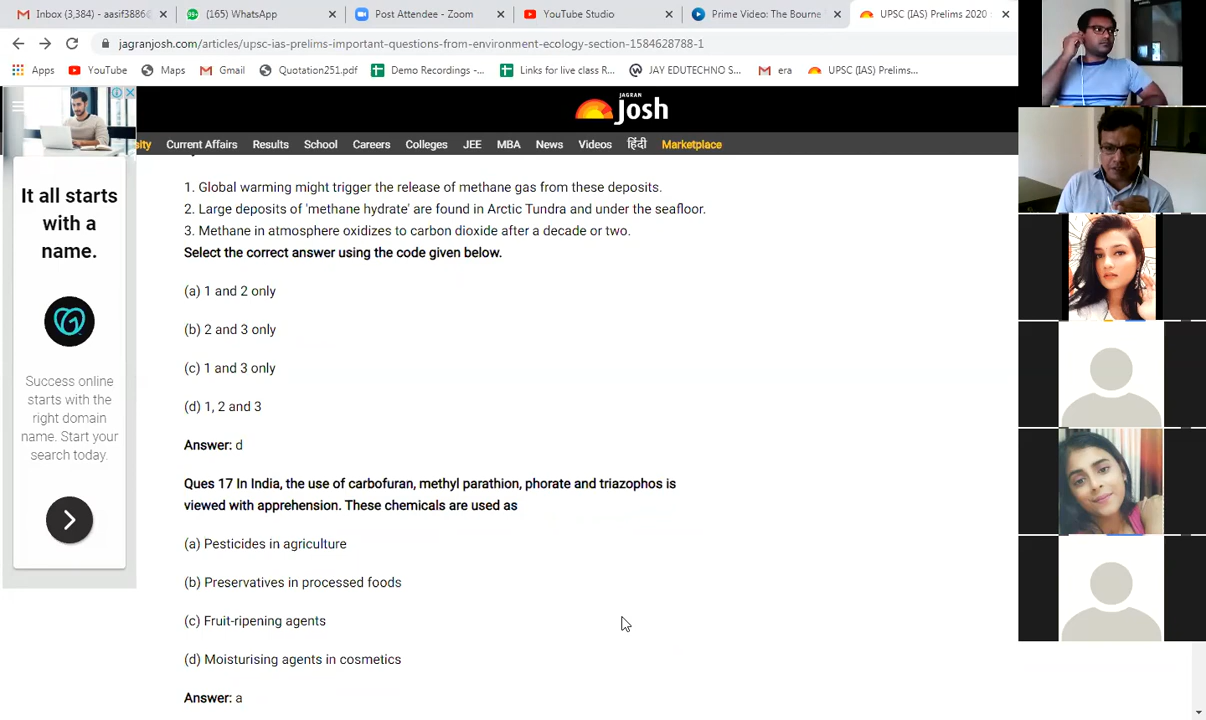 Inbox (3,384) - aasif3886@
(165) WhatsApp
Post Attendee - Zoom
YouTube Studio
Prime Video: The Bourne
UPSC (IAS) Prelims 2020
jagranjosh.com/articles/upsc-ias-prelims-important-questions-from-environment-ecology-section-1584628788-1
Apps YouTube Maps Gmail Quotation251.pdf Demo Recordings -... Links for live class R... JAY EDUTECHNO S... era UPSC (IAS) Prelims...
JAGRAN
Josh
Current Affairs Results School Careers Colleges JEE MBA News Videos हिंदी Marketplace
It all starts
with a
name.
Success online
starts with the
right domain
name. Start your
search today.
1. Global warming might trigger the release of methane gas from these deposits.
2. Large deposits of 'methane hydrate' are found in Arctic Tundra and under the seafloor.
3. Methane in atmosphere oxidizes to carbon dioxide after a decade or two.
Select the correct answer using the code given below.
(a) 1 and 2 only
(b) 2 and 3 only
(c) 1 and 3 only
(d) 1, 2 and 3
Answer: d
Ques 17 In India, the use of carbofuran, methyl parathion, phorate and triazophos is
viewed with apprehension. These chemicals are used as
(a) Pesticides in agriculture
(b) Preservatives in processed foods
(c) Fruit-ripening agents
(d) Moisturising agents in cosmetics
Answer: a